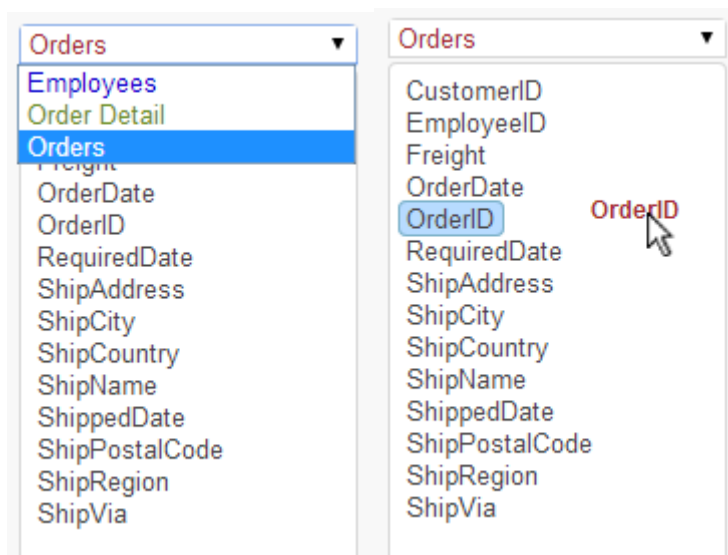 Orders
Employees
Order Detail
Orders
Freight
OrderDate
OrderID
RequiredDate
ShipAddress
ShipCity
ShipCountry
ShipName
ShippedDate
ShipPostalCode
ShipRegion
ShipVia
Orders
CustomerID
EmployeeID
Freight
OrderDate
OrderID
OrderID
RequiredDate
ShipAddress
ShipCity
ShipCountry
ShipName
ShippedDate
ShipPostalCode
ShipRegion
ShipVia